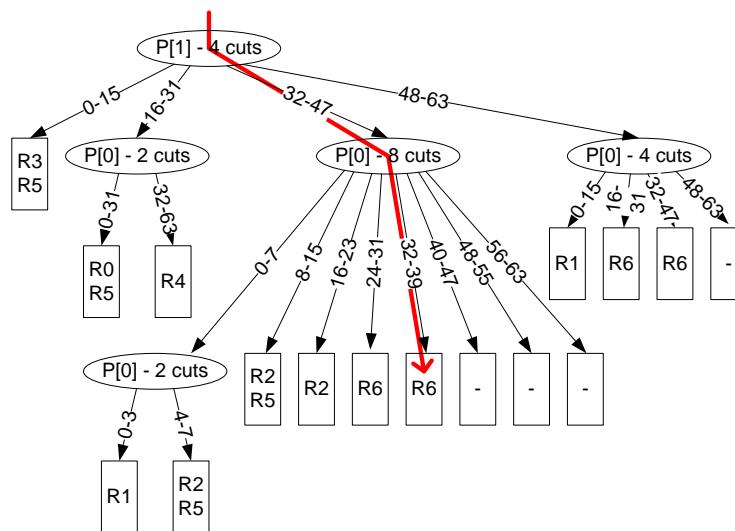 P[1] - 4 cuts
0-15
16-31
32-47
48-63
R3
R5
P[0] - 2 cuts
P[0] - 8 cuts
P[0] - 4 cuts
0-31
32-63
0-7
8-15
16-23
24-31
32-39
40-47
48-55
56-63
0-15
16-
31
32-47
48-63
R0
R5
R4
R1
R6
R6
-
P[0] - 2 cuts
R2
R5
R2
R6
R6
-
-
-
0-3
4-7
R1
R2
R5